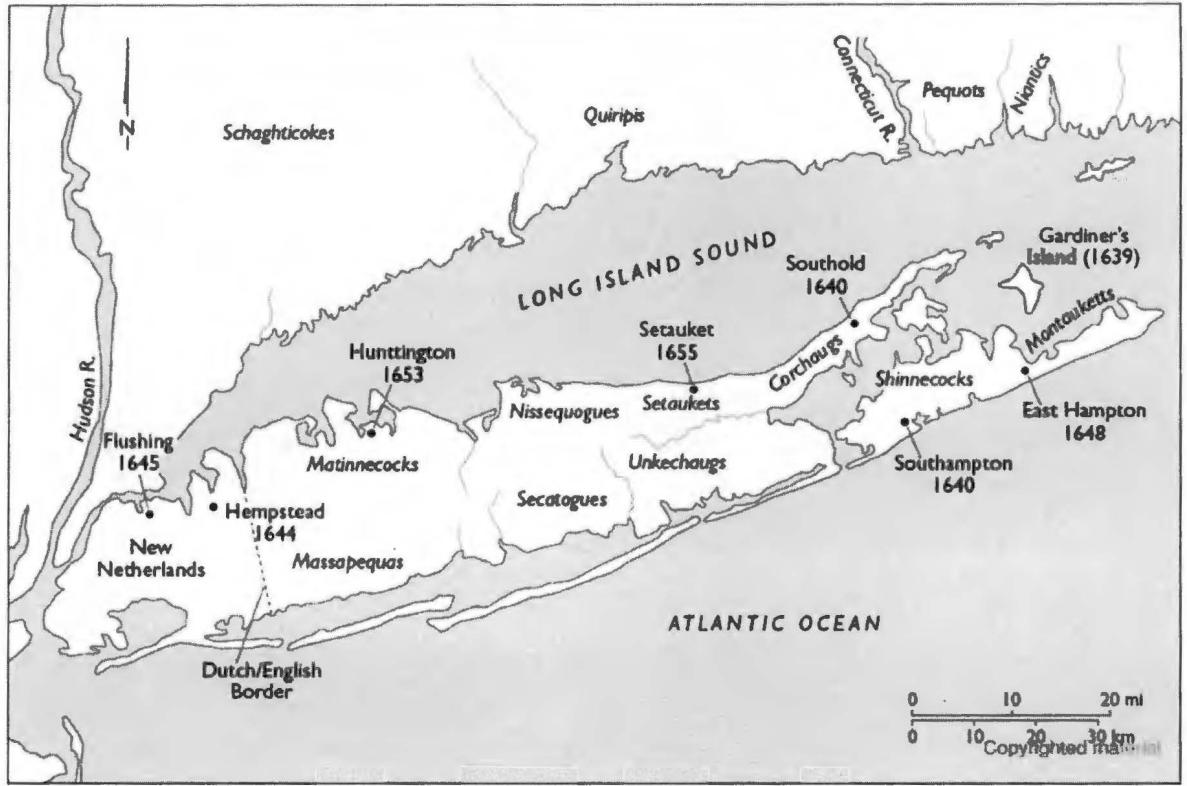 N
Schaghticokes
Quiripis
Connecticut R.
Pequots
Niantics
LONG ISLAND SOUND
Gardiner's
Island (1639)
Southold
1640
Setauket
1655
Hunttington
1653
Hudson R.
Flushing
1645
Hempstead
1644
New
Netherlands
Matinnecocks
Massapequas
Nissequogues
Setaukets
Corchaugs
Shinnecocks
Montauketts
East Hampton
1648
Southampton
1640
Unkechaugs
Secatogues
Dutch/English
Border
ATLANTIC OCEAN
0 10 20 mi
0 10 20 30 km
Copyrighted material